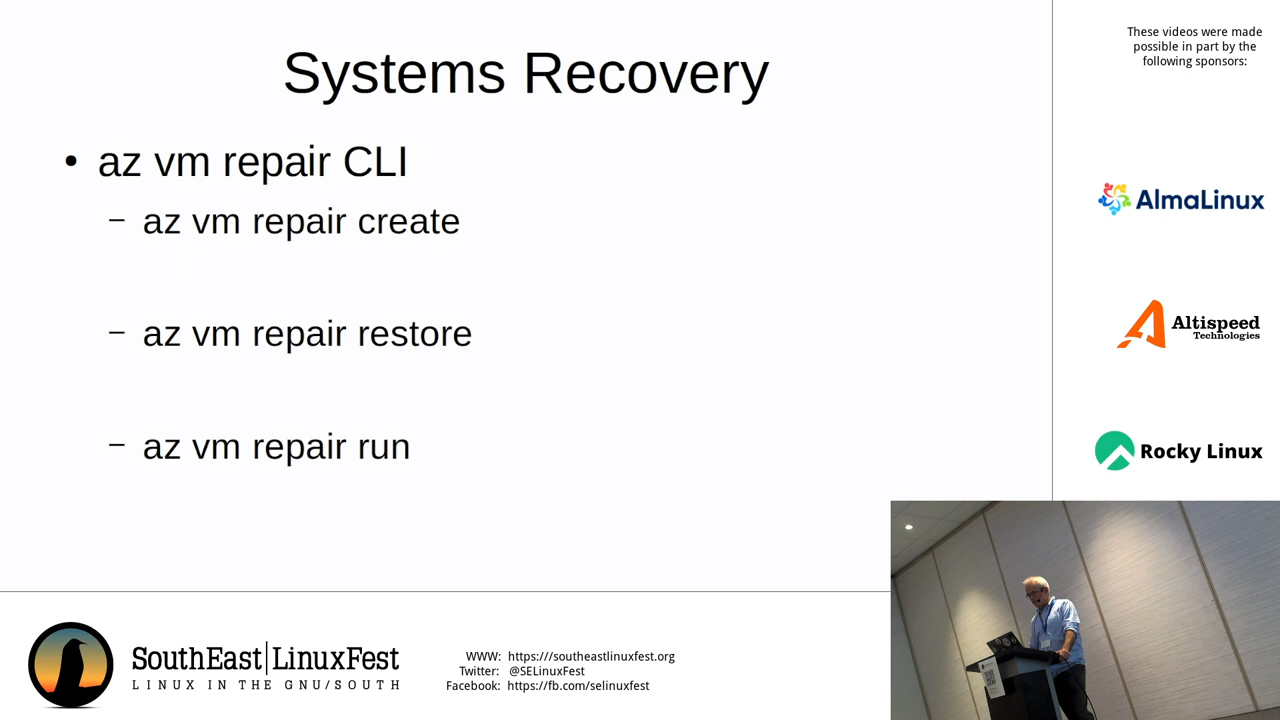 Systems Recovery
• az vm repair CLI
– az vm repair create
– az vm repair restore
– az vm repair run
These videos were made
possible in part by the
following sponsors:
AlmaLinux
Altispeed
Technologies
Rocky Linux
SouthEast|LinuxFest
LINUX IN THE GNU/SOUTH
WWW: https:///southeastlinuxfest.org
Twitter: @SELinuxFest
Facebook: https://fb.com/selinuxfest